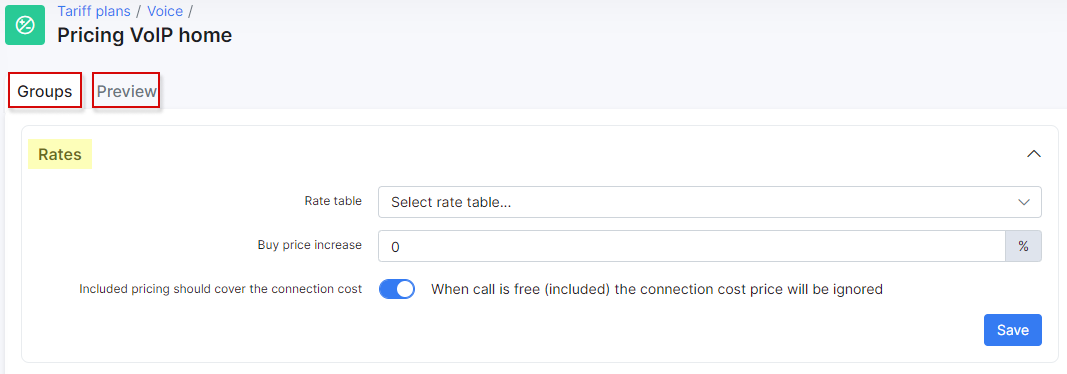 Tariff plans / Voice /
Pricing VoIP home
Groups Preview
Rates
Rate table Select rate table...
Buy price increase 0 %
Included pricing should cover the connection cost When call is free (included) the connection cost price will be ignored
Save